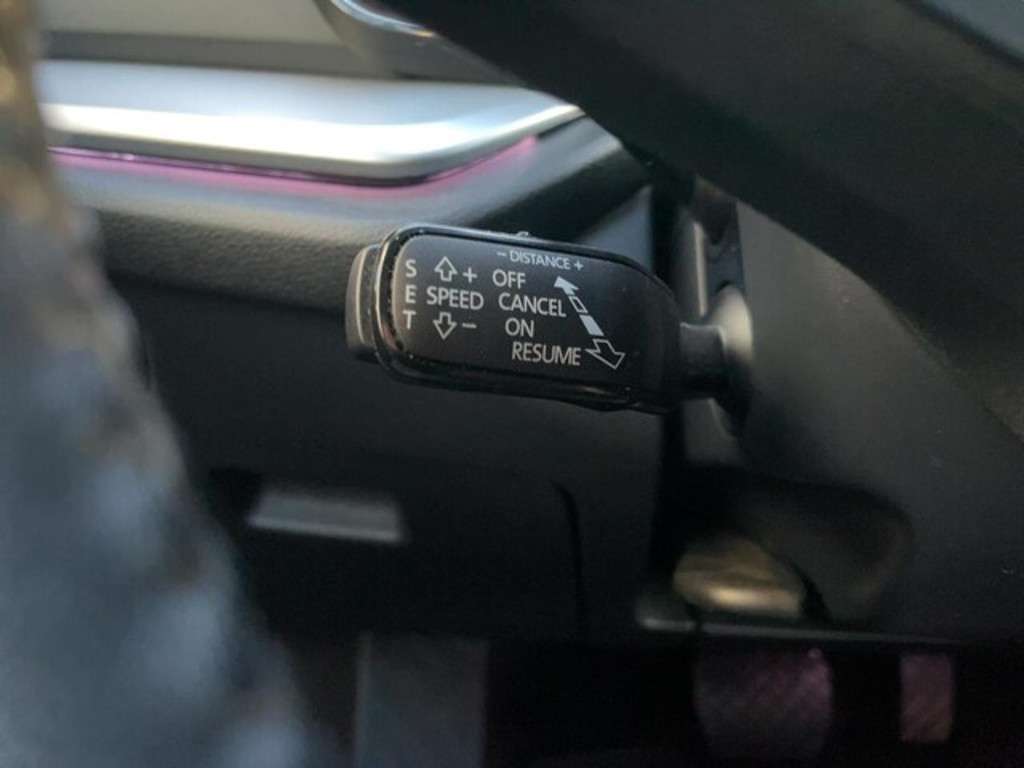 - DISTANCE +
S + OFF
E SPEED CANCEL
T - ON
RESUME